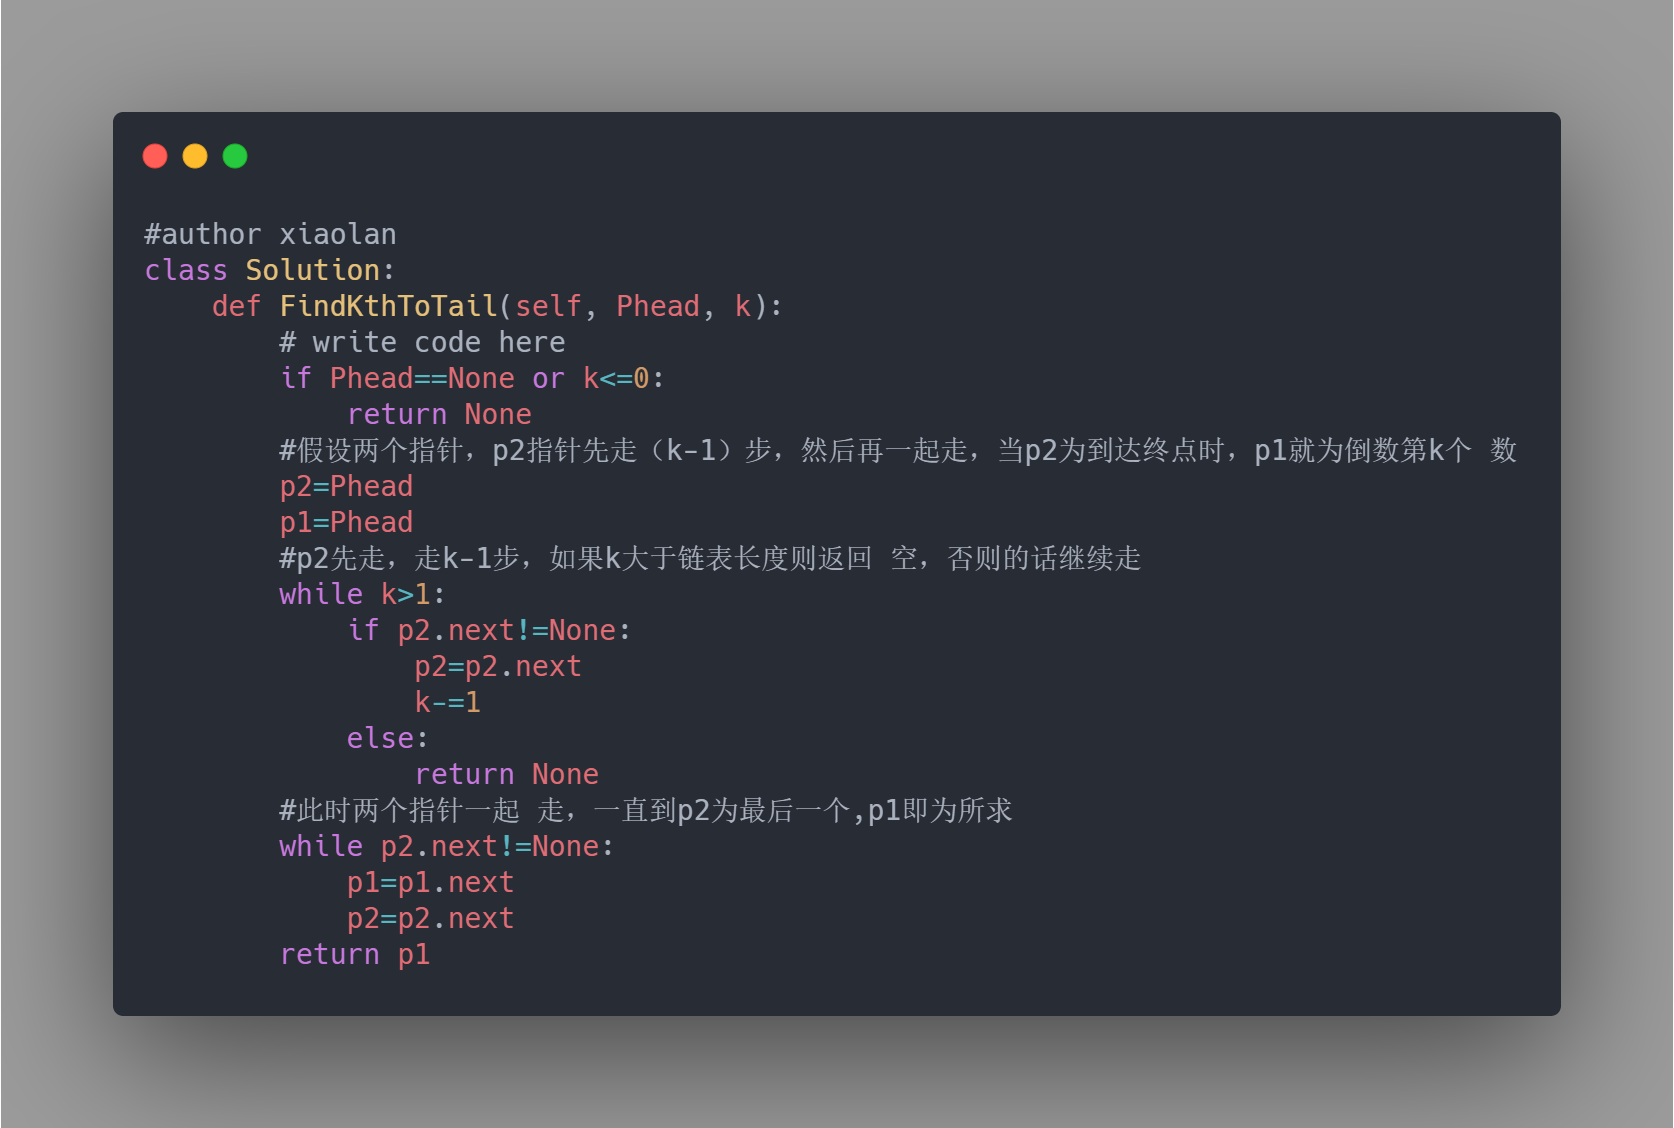 #author xiaolan
class Solution:
    def FindKthToTail(self, Phead, k):
        # write code here
        if Phead==None or k<=0:
            return None
        #假设两个指针，p2指针先走（k-1）步，然后再一起走，当p2为到达终点时，p1就为倒数第k个 数
        p2=Phead
        p1=Phead
        #p2先走，走k-1步，如果k大于链表长度则返回 空，否则的话继续走
        while k>1:
            if p2.next!=None:
                p2=p2.next
                k-=1
            else:
                return None
        #此时两个指针一起 走，一直到p2为最后一个,p1即为所求
        while p2.next!=None:
            p1=p1.next
            p2=p2.next
        return p1